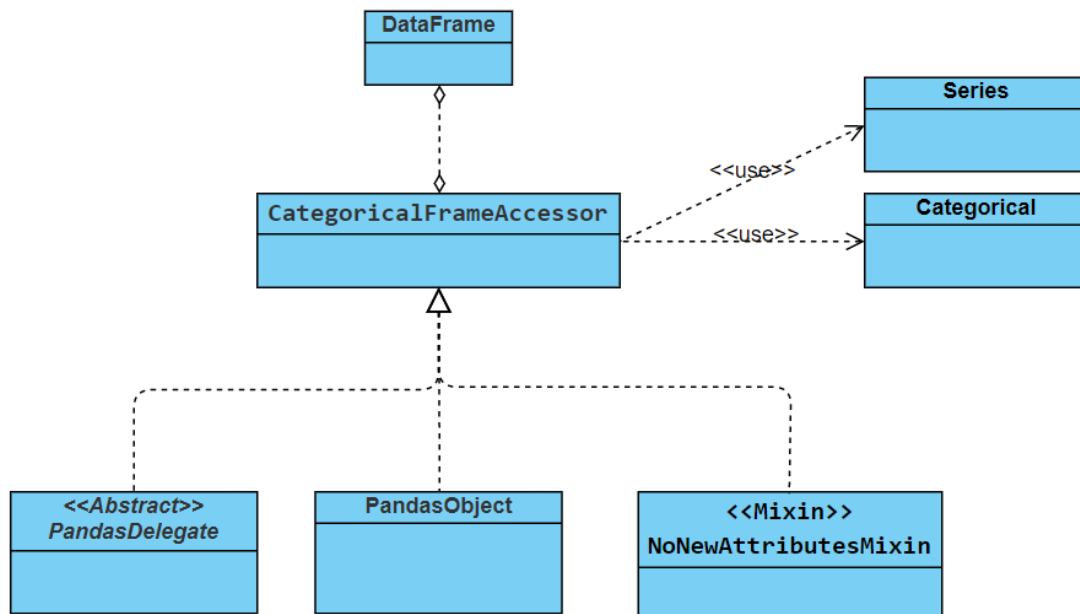 DataFrame
Series
<<use>>
CategoricalFrameAccessor
Categorical
<<use>>
<<Abstract>>
PandasDelegate
PandasObject
<<Mixin>>
NoNewAttributesMixin